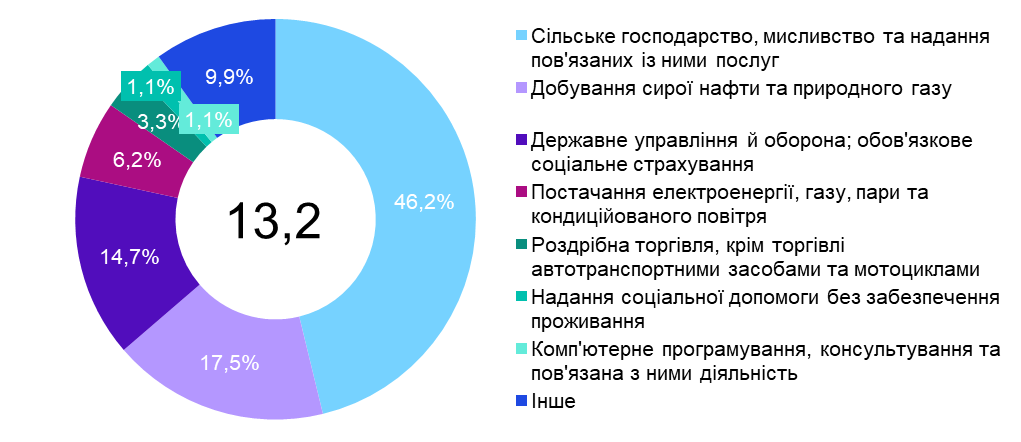 9,9%
1,1%
3,3%
1,1%
6,2%
46,2%
13,2
14,7%
17,5%
Сільське господарство, мисливство та надання
пов'язаних із ними послуг
Добування сирої нафти та природного газу
Державне управління й оборона; обов'язкове
соціальне страхування
Постачання електроенергії, газу, пари та
кондиційованого повітря
Роздрібна торгівля, крім торгівлі
автотранспортними засобами та мотоциклами
Надання соціальної допомоги без забезпечення
проживання
Комп'ютерне програмування, консультування та
пов'язана з ними діяльність
Інше